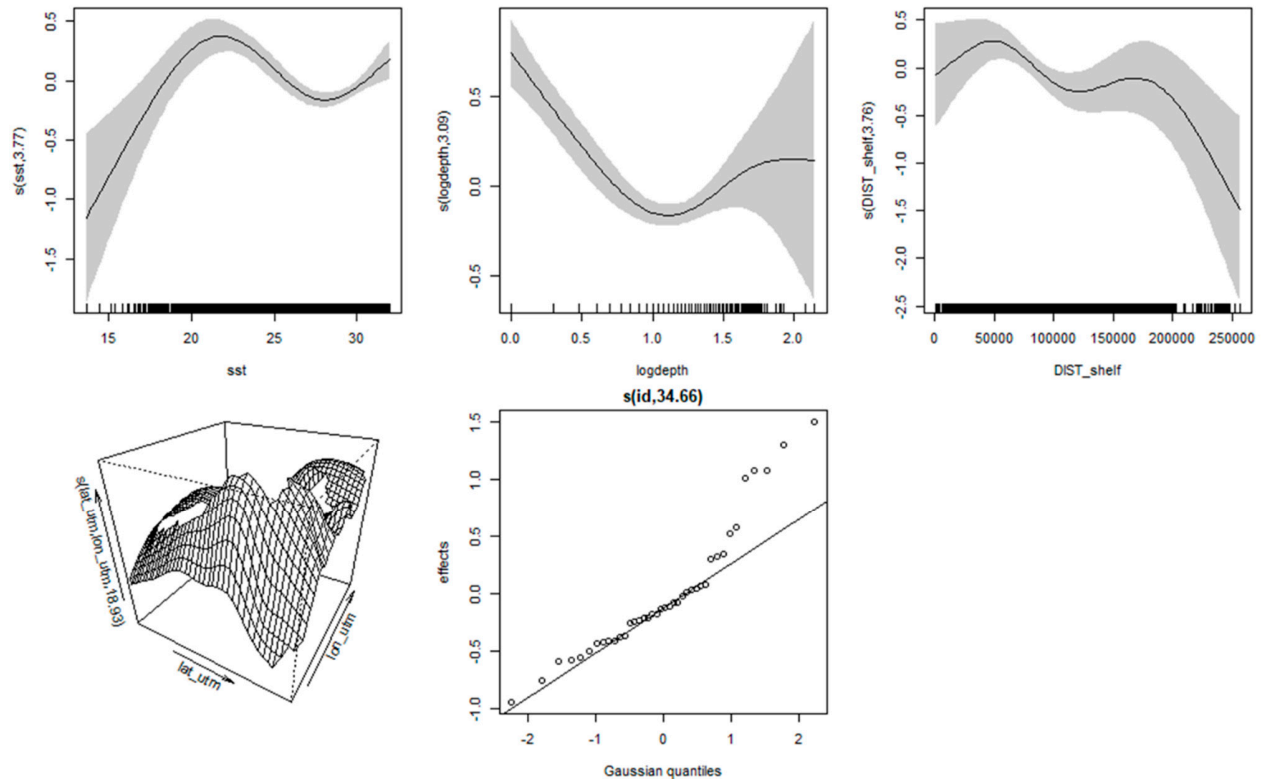 0.5
0.0
-0.5
-1.0
-1.5
s(sst,3.77)
15 20 25 30
sst
0.5
0.0
-0.5
s(logdepth,3.09)
0.0 0.5 1.0 1.5 2.0
logdepth
0.5
0.0
-0.5
-1.0
-1.5
-2.0
-2.5
s(DIST_shelf,3.76)
0 50000 100000 150000 200000 250000
DIST_shelf
s(lat_utm,lon_utm,18.93)
lat_utm
lon_utm
s(id,34.66)
1.5
1.0
0.5
0.0
-0.5
-1.0
effects
-2 -1 0 1 2
Gaussian quantiles